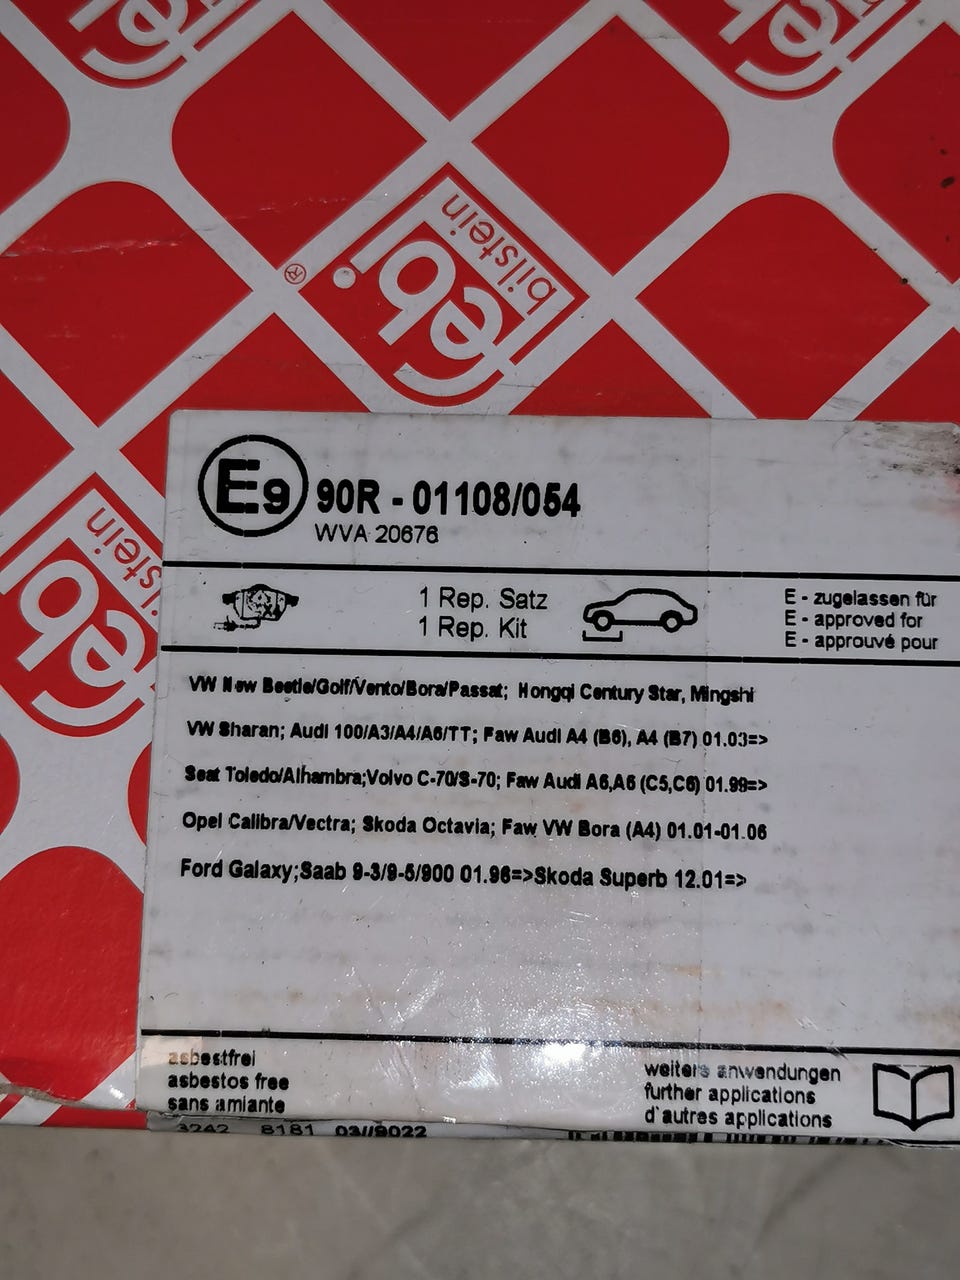 febi
bilstein
®
febi
bilstein
E9 90R - 01108/054
WVA 20676
1 Rep. Satz
1 Rep. Kit
E - zugelassen für
E - approved for
E - approuvé pour
VW New Beetle/Golf/Vento/Bora/Passat; Hongqi Century Star, Mingshi
VW Sharan; Audi 100/A3/A4/A6/TT; Faw Audi A4 (B6), A4 (B7) 01.03=>
Seat Toledo/Alhambra;Volvo C-70/S-70; Faw Audi A6,A6 (C5,C6) 01.99=>
Opel Calibra/Vectra; Skoda Octavia; Faw VW Bora (A4) 01.01-01.06
Ford Galaxy;Saab 9-3/9-5/900 01.96=>Skoda Superb 12.01=>
asbestfrei
asbestos free
sans amiante
weitere anwendungen
further applications
d'autres applications
8181